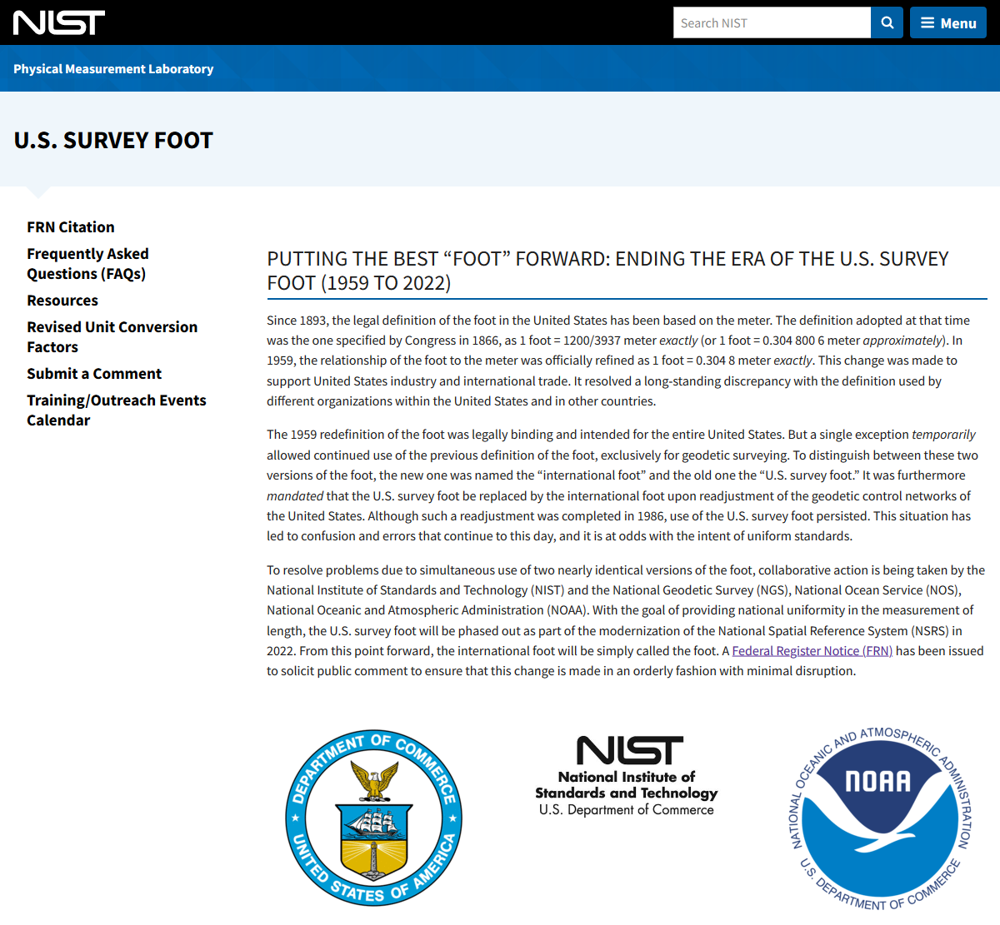 NIST
Search NIST
Menu
Physical Measurement Laboratory
U.S. SURVEY FOOT
FRN Citation
Frequently Asked
Questions (FAQs)
Resources
Revised Unit Conversion
Factors
Submit a Comment
Training/Outreach Events
Calendar
PUTTING THE BEST “FOOT” FORWARD: ENDING THE ERA OF THE U.S. SURVEY
FOOT (1959 TO 2022)
Since 1893, the legal definition of the foot in the United States has been based on the meter. The definition adopted at that time
was the one specified by Congress in 1866, as 1 foot = 1200/3937 meter exactly (or 1 foot = 0.304 800 6 meter approximately). In
1959, the relationship of the foot to the meter was officially refined as 1 foot = 0.304 8 meter exactly. This change was made to
support United States industry and international trade. It resolved a long-standing discrepancy with the definition used by
different organizations within the United States and in other countries.
The 1959 redefinition of the foot was legally binding and intended for the entire United States. But a single exception temporarily
allowed continued use of the previous definition of the foot, exclusively for geodetic surveying. To distinguish between these two
versions of the foot, the new one was named the “international foot” and the old one the “U.S. survey foot.” It was furthermore
mandated that the U.S. survey foot be replaced by the international foot upon readjustment of the geodetic control networks of
the United States. Although such a readjustment was completed in 1986, use of the U.S. survey foot persisted. This situation has
led to confusion and errors that continue to this day, and it is at odds with the intent of uniform standards.
To resolve problems due to simultaneous use of two nearly identical versions of the foot, collaborative action is being taken by the
National Institute of Standards and Technology (NIST) and the National Geodetic Survey (NGS), National Ocean Service (NOS),
National Oceanic and Atmospheric Administration (NOAA). With the goal of providing national uniformity in the measurement of
length, the U.S. survey foot will be phased out as part of the modernization of the National Spatial Reference System (NSRS) in
2022. From this point forward, the international foot will be simply called the foot. A Federal Register Notice (FRN) has been issued
to solicit public comment to ensure that this change is made in an orderly fashion with minimal disruption.
DEPARTMENT OF COMMERCE
UNITED STATES OF AMERICA
NIST
National Institute of
Standards and Technology
U.S. Department of Commerce
NATIONAL OCEANIC AND ATMOSPHERIC ADMINISTRATION
NOAA
U.S. DEPARTMENT OF COMMERCE